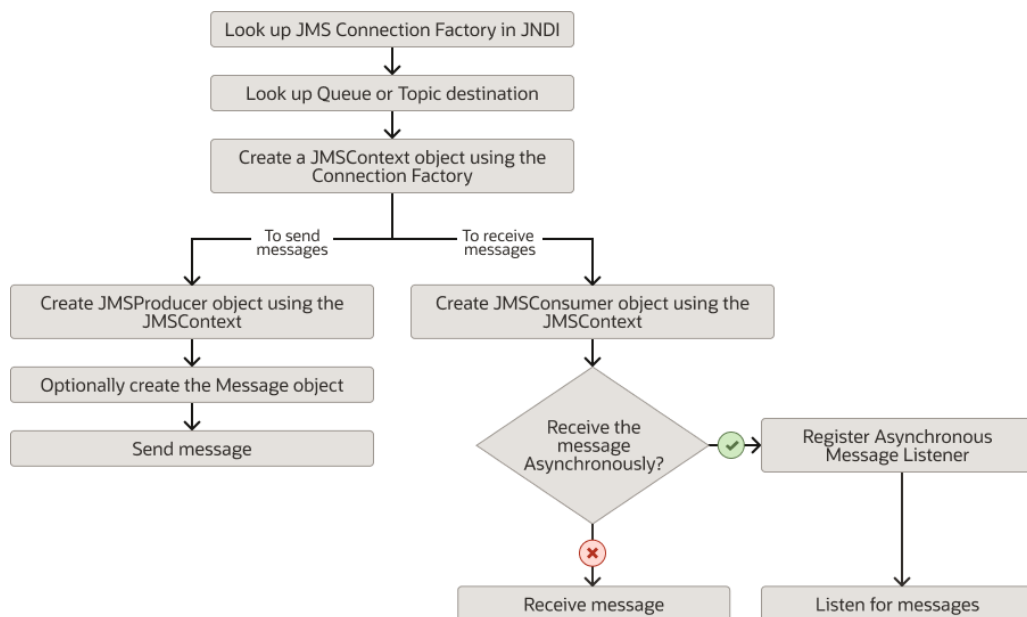 Look up JMS Connection Factory in JNDI
Look up Queue or Topic destination
Create a JMSContext object using the
Connection Factory
To send
messages
To receive
messages
Create JMSProducer object using the
JMSContext
Create JMSConsumer object using the
JMSContext
Optionally create the Message object
Send message
Receive the
message
Asynchronously?
Register Asynchronous
Message Listener
Receive message
Listen for messages